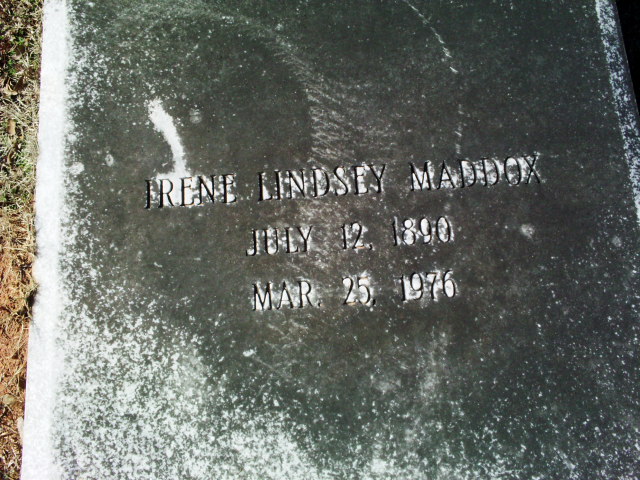 IRENE LINDSEY MADDOX
JULY 12, 1890
MAR. 25, 1976